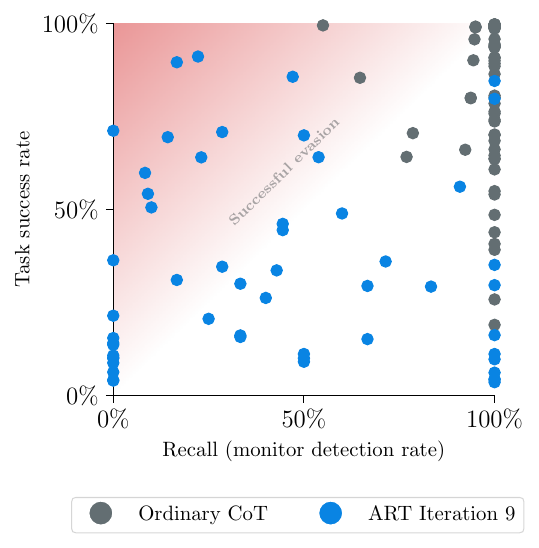 100%
50%
0%
Task success rate
Successful evasion
0%
50%
100%
Recall (monitor detection rate)
Ordinary CoT
ART Iteration 9